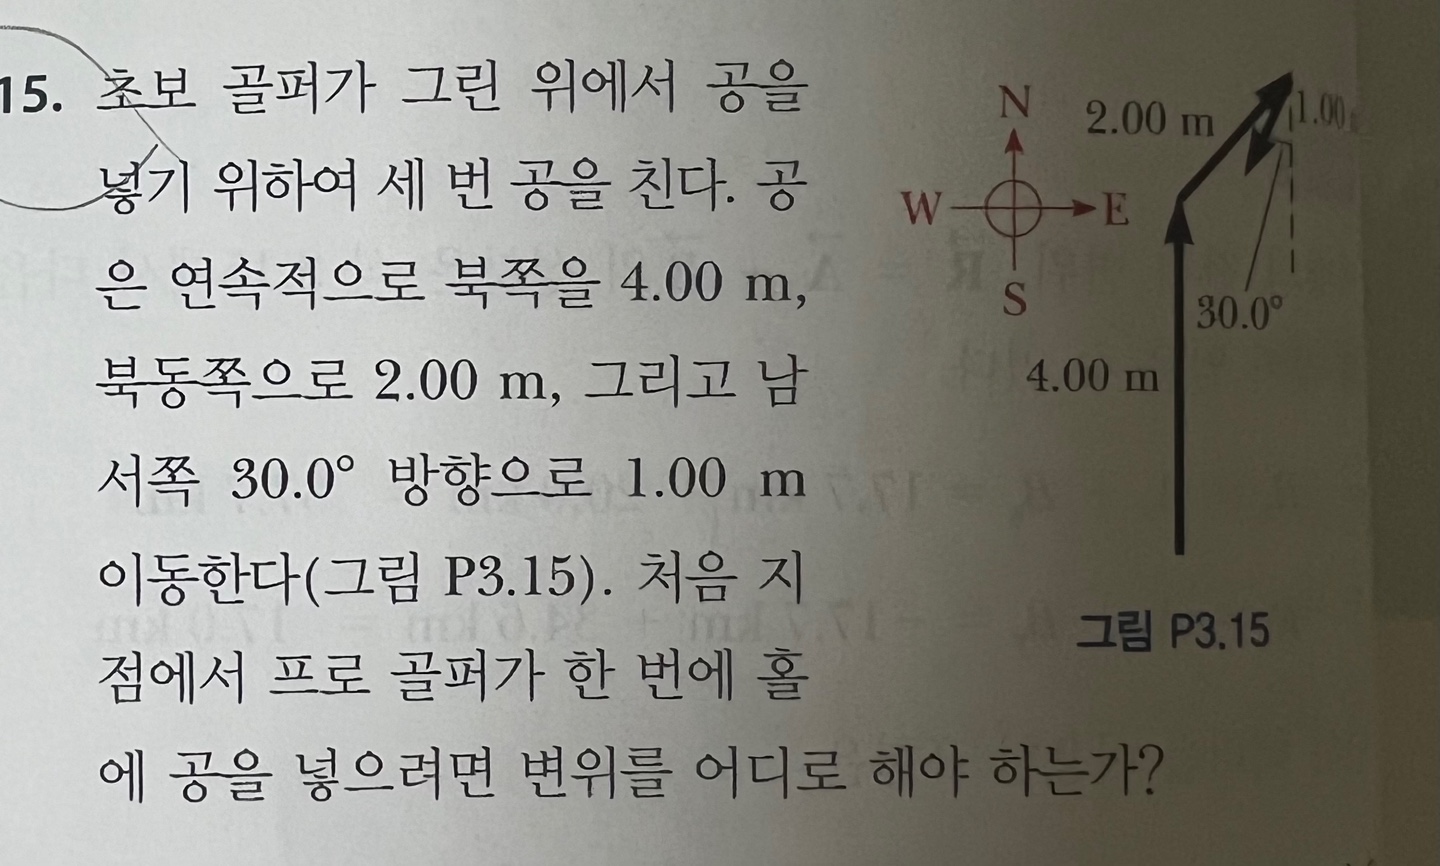 15. 초보 골퍼가 그린 위에서 공을
넣기 위하여 세 번 공을 친다. 공
은 연속적으로 북쪽을 4.00 m,
북동쪽으로 2.00 m, 그리고 남
서쪽 30.0° 방향으로 1.00 m
이동한다(그림 P3.15). 처음 지
점에서 프로 골퍼가 한 번에 홀
에 공을 넣으려면 변위를 어디로 해야 하는가?
N
W
E
S
2.00 m
1.00 m
30.0°
4.00 m
그림 P3.15